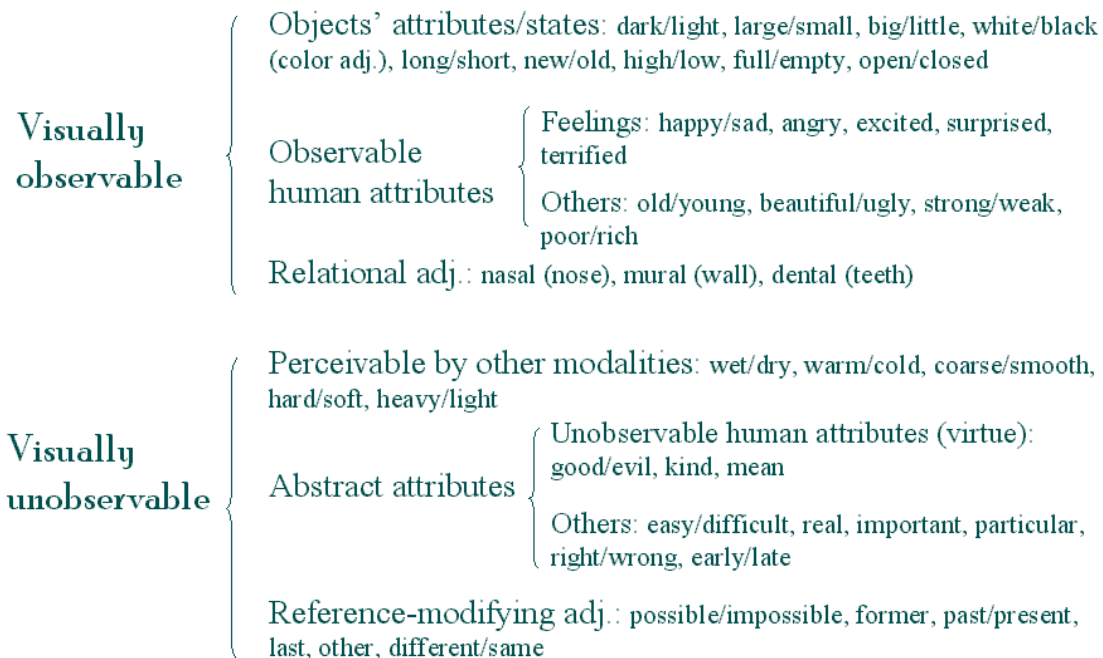 Visually
observable
Objects' attributes/states: dark/light, large/small, big/little, white/black
(color adj.), long/short, new/old, high/low, full/empty, open/closed
Observable
human attributes
Feelings: happy/sad, angry, excited, surprised,
terrified
Others: old/young, beautiful/ugly, strong/weak,
poor/rich
Relational adj.: nasal (nose), mural (wall), dental (teeth)
Visually
unobservable
Perceivable by other modalities: wet/dry, warm/cold, coarse/smooth,
hard/soft, heavy/light
Abstract attributes
Unobservable human attributes (virtue):
good/evil, kind, mean
Others: easy/difficult, real, important, particular,
right/wrong, early/late
Reference-modifying adj.: possible/impossible, former, past/present,
last, other, different/same